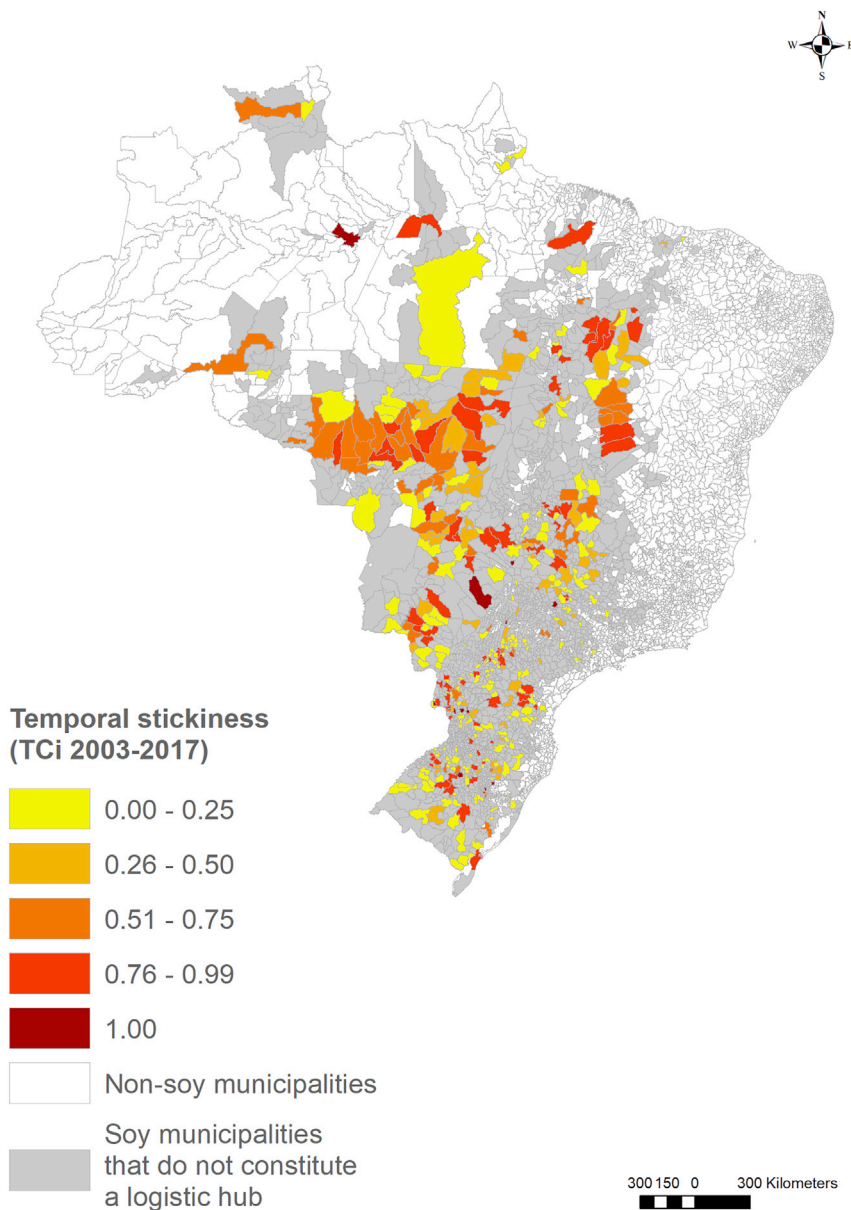 N
W E
S
Temporal stickiness
(TCi 2003-2017)
0.00 - 0.25
0.26 - 0.50
0.51 - 0.75
0.76 - 0.99
1.00
Non-soy municipalities
Soy municipalities
that do not constitute
a logistic hub
300 150 0 300 Kilometers